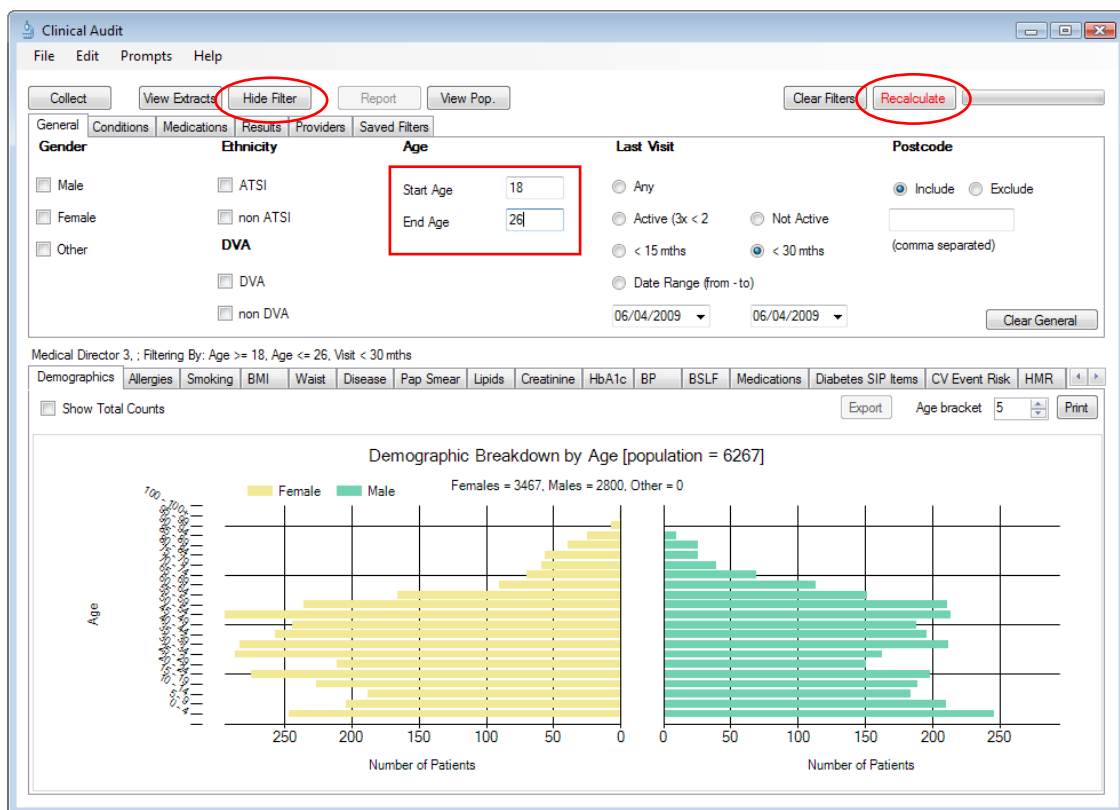 Clinical Audit
File Edit Prompts Help
Collect View Extracts Hide Filter Report View Pop. Clear Filters Recalculate
General Conditions Medications Results Providers Saved Filters
Gender Ethnicity Age Last Visit Postcode
Male ATSI Start Age 18 Any Include Exclude
Female non ATSI End Age 26 Active (3x < 2 Not Active
Other DVA < 15 mths < 30 mths (comma separated)
DVA Date Range (from - to)
non DVA 06/04/2009 06/04/2009 Clear General
Medical Director 3, ; Filtering By: Age >= 18, Age <= 26, Visit < 30 mths
Demographics Allergies Smoking BMI Waist Disease Pap Smear Lipids Creatinine HbA1c BP BSLF Medications Diabetes SIP Items CV Event Risk HMR
Show Total Counts Export Age bracket 5 Print
Demographic Breakdown by Age [population = 6267]
Female Male Females = 3467, Males = 2800, Other = 0
100 - 100+
5 - 9
0 - 4
Age
250 200 150 100 50 0 0 50 100 150 200 250
Number of Patients Number of Patients